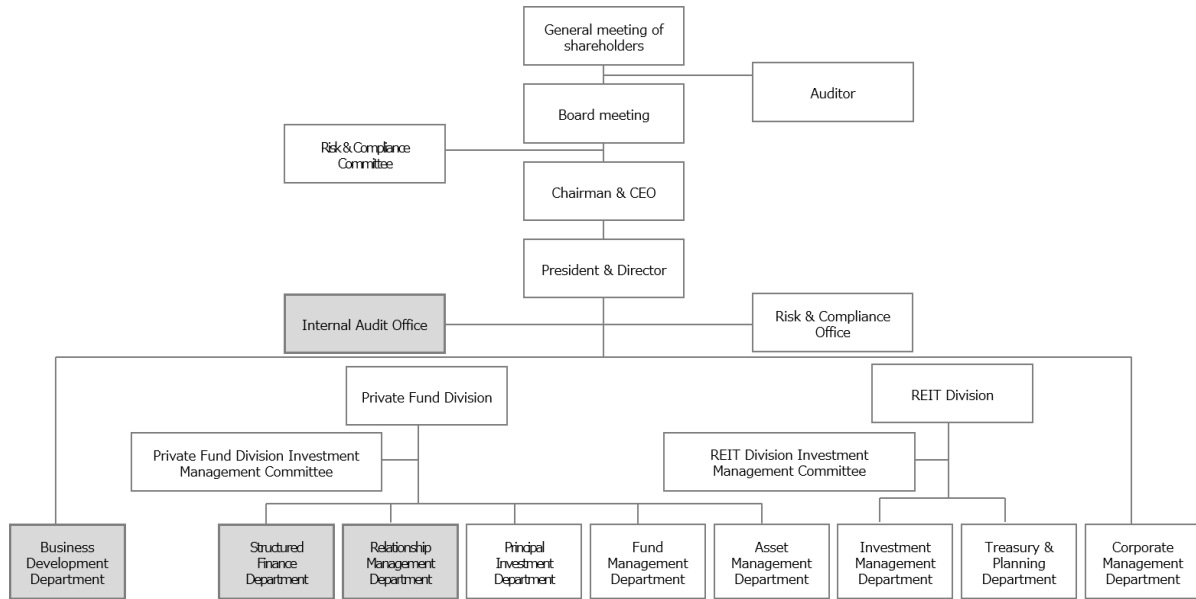 General meeting of
shareholders
Auditor
Board meeting
Risk & Compliance
Committee
Chairman & CEO
President & Director
Internal Audit Office
Risk & Compliance
Office
Private Fund Division
REIT Division
Private Fund Division Investment
Management Committee
REIT Division Investment
Management Committee
Business
Development
Department
Structured
Finance
Department
Relationship
Management
Department
Principal
Investment
Department
Fund
Management
Department
Asset
Management
Department
Investment
Management
Department
Treasury &
Planning
Department
Corporate
Management
Department